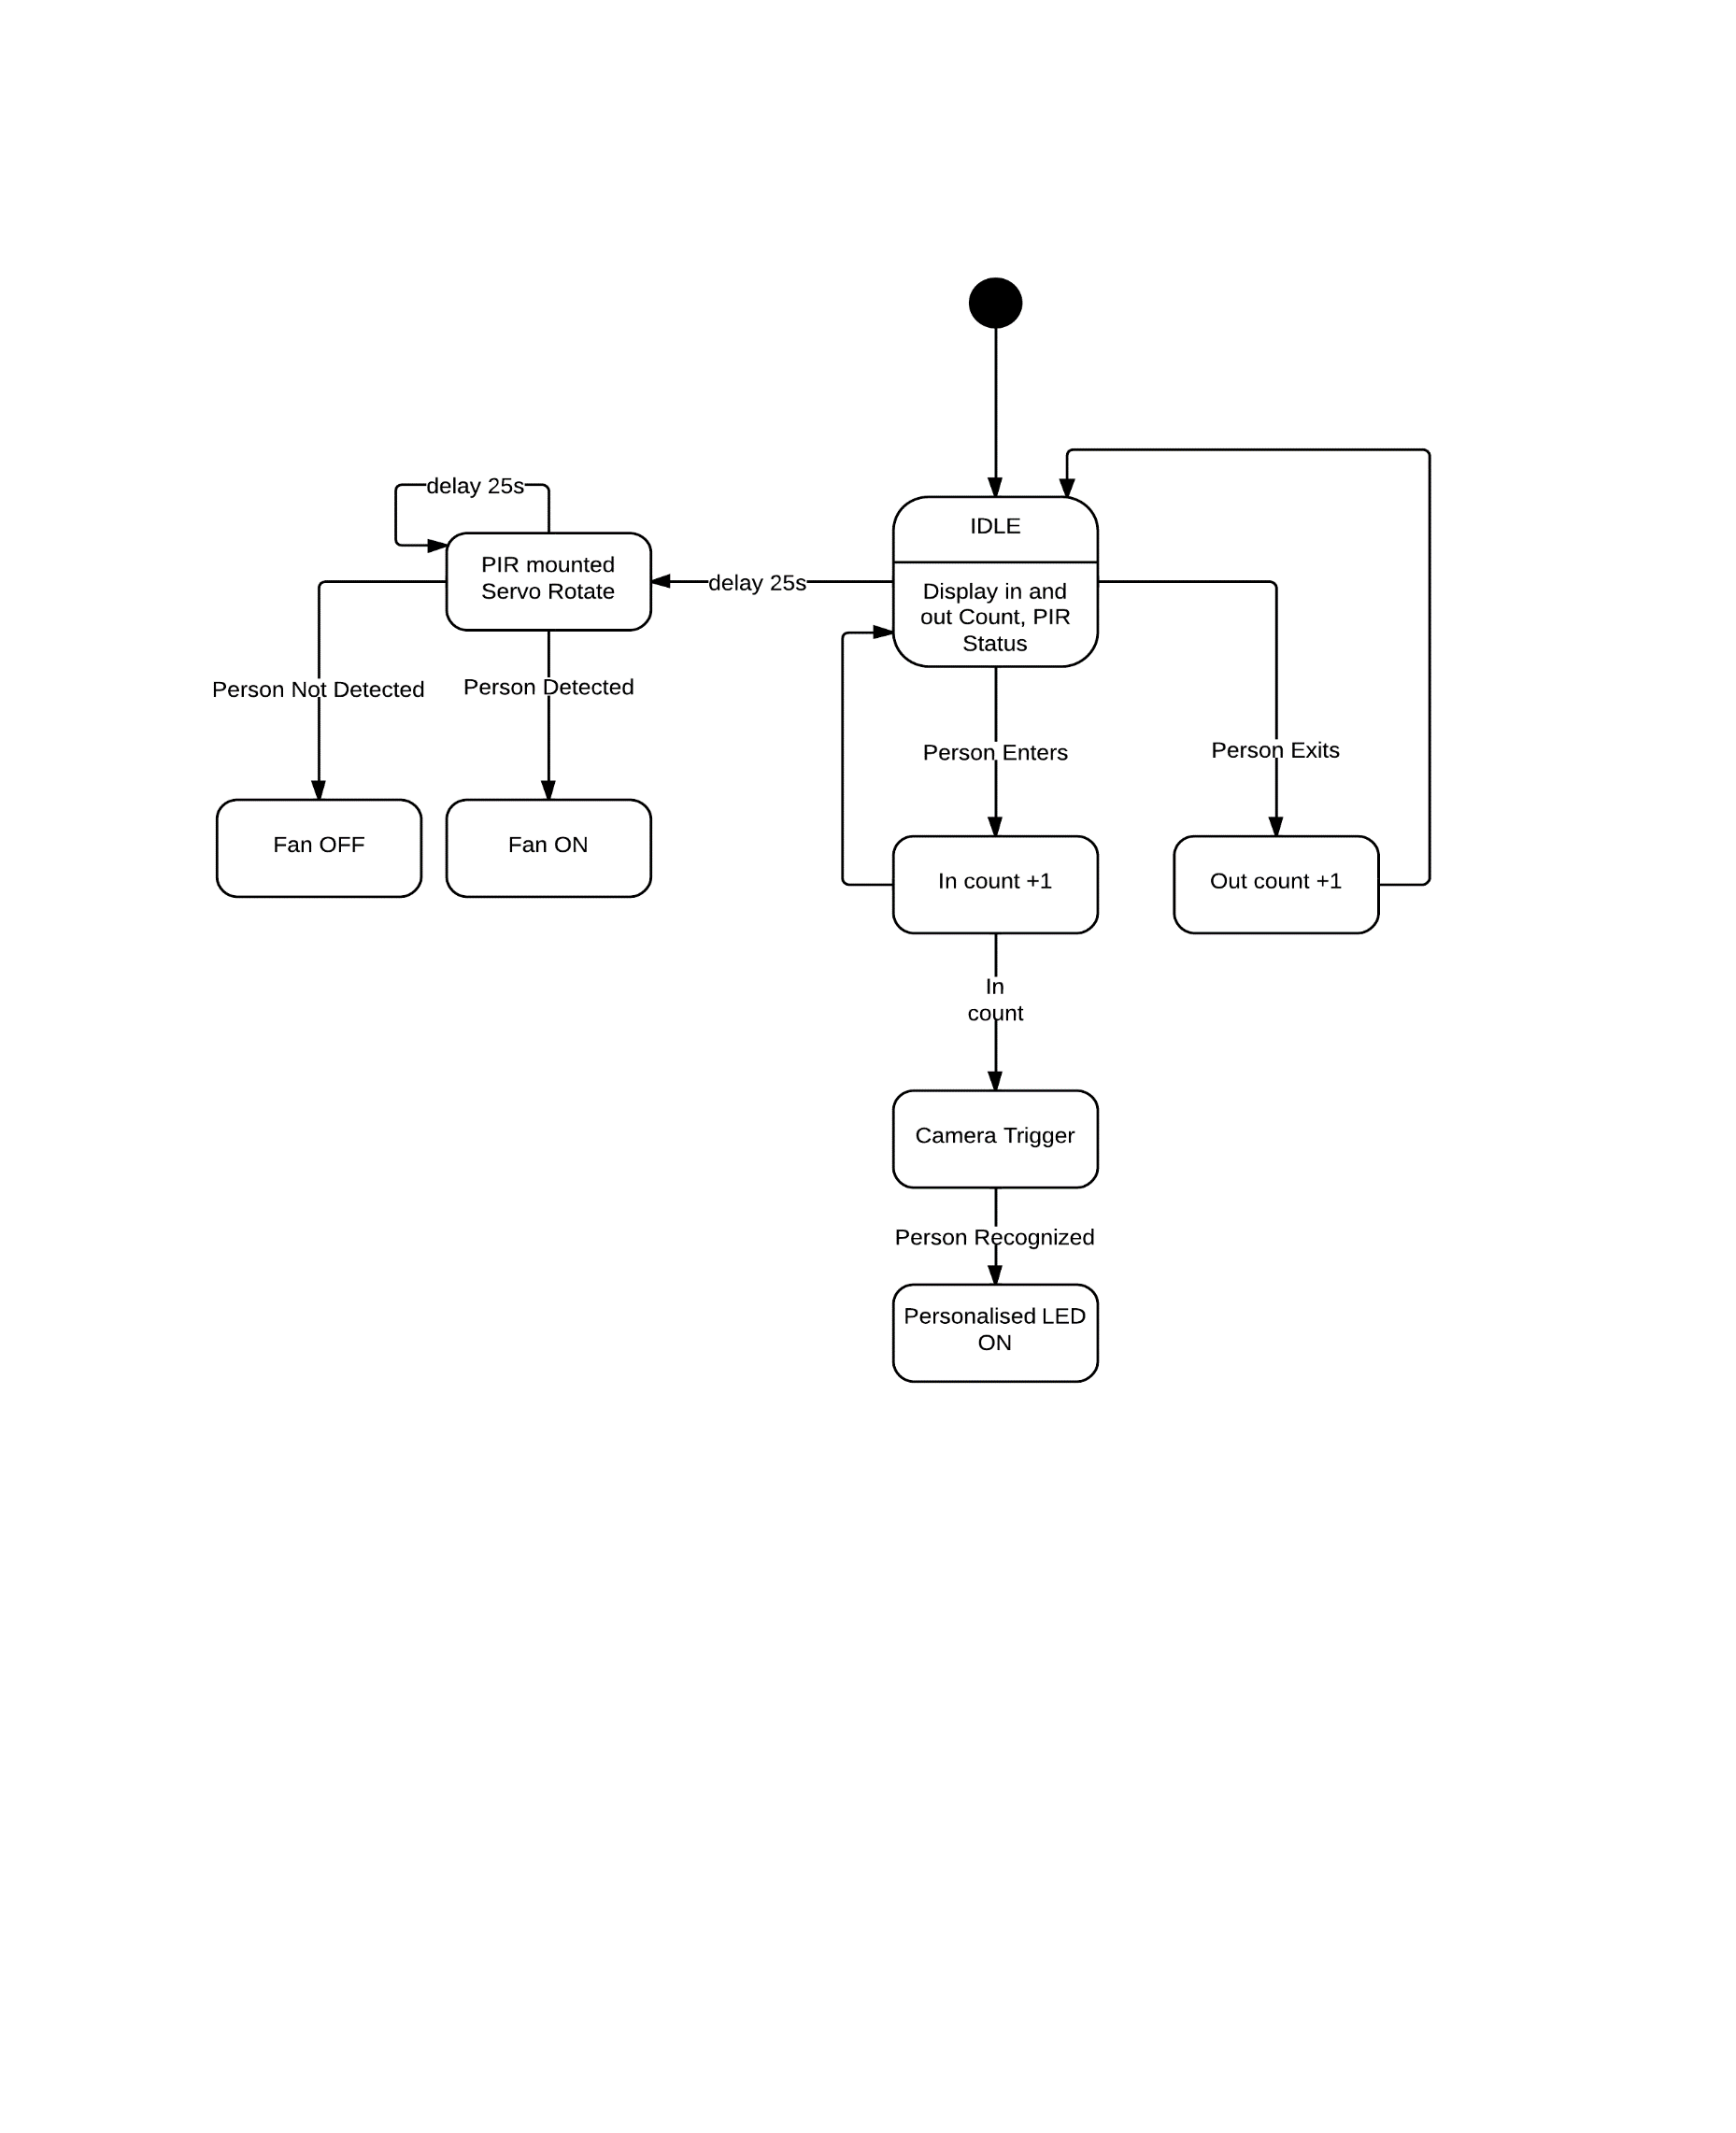 delay 25s
IDLE
PIR mounted
Servo Rotate
delay 25s
Display in and
out Count, PIR
Status
Person Not Detected
Person Detected
Person Enters
Person Exits
Fan OFF
Fan ON
In count +1
Out count +1
In
count
Camera Trigger
Person Recognized
Personalised LED
ON